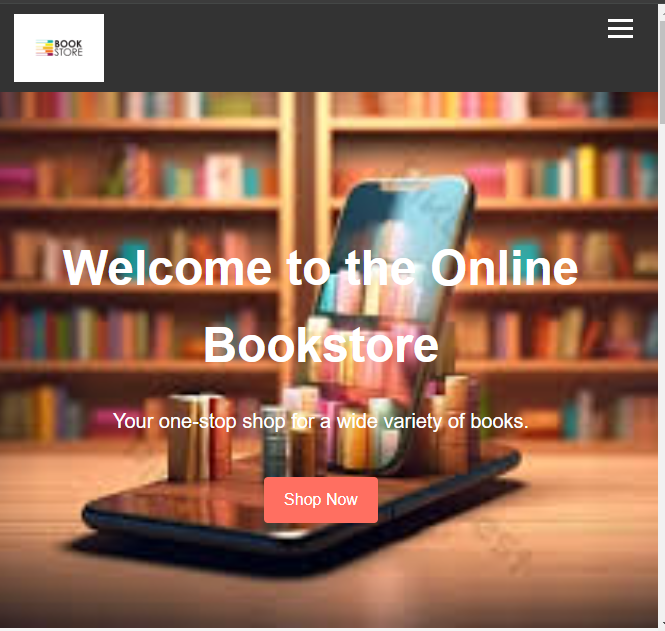 BOOK
STORE
Welcome to the Online
Bookstore
Your one-stop shop for a wide variety of books.
Shop Now